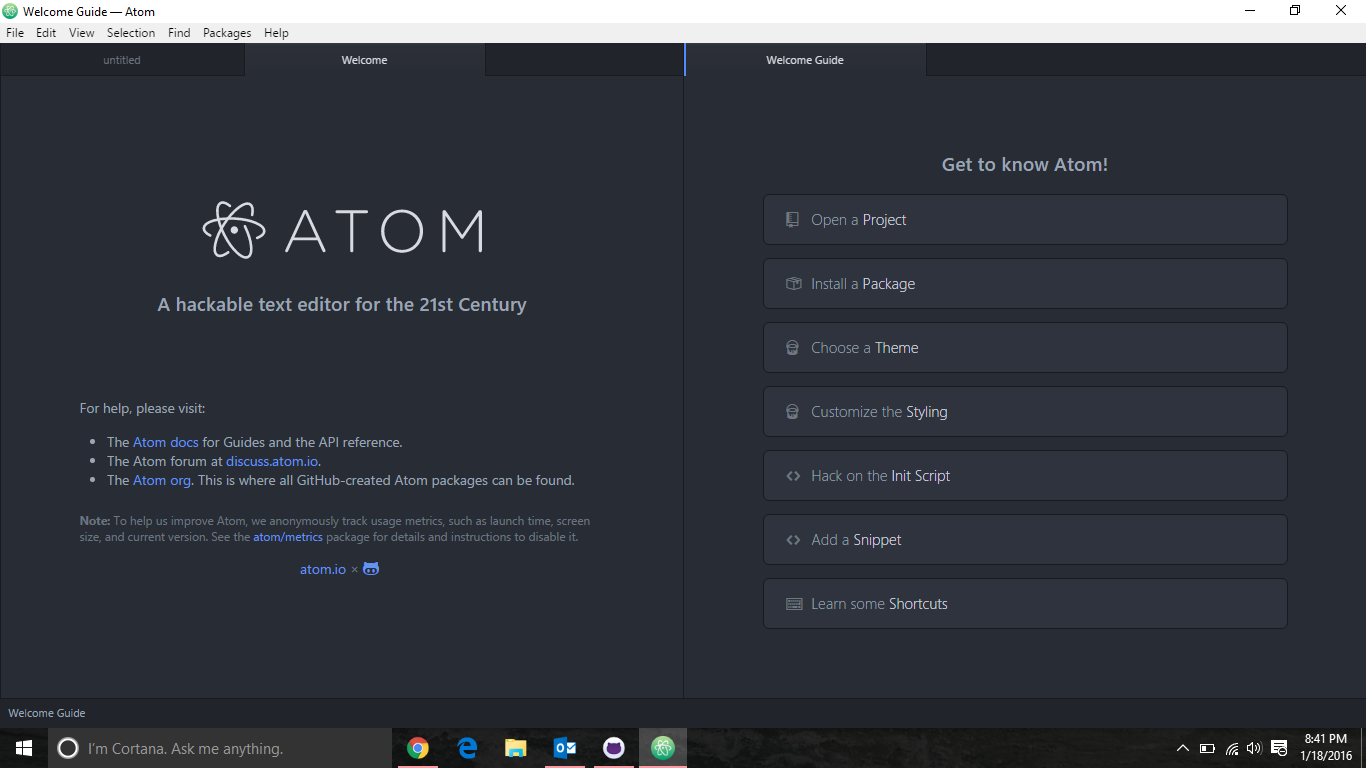 Welcome Guide — Atom
File Edit View Selection Find Packages Help
untitled
Welcome
Welcome Guide
ATOM
A hackable text editor for the 21st Century
For help, please visit:
The Atom docs for Guides and the API reference.
The Atom forum at discuss.atom.io.
The Atom org. This is where all GitHub-created Atom packages can be found.
Note: To help us improve Atom, we anonymously track usage metrics, such as launch time, screen
size, and current version. See the atom/metrics package for details and instructions to disable it.
atom.io ×
Get to know Atom!
Open a Project
Install a Package
Choose a Theme
Customize the Styling
Hack on the Init Script
Add a Snippet
Learn some Shortcuts
Welcome Guide
I'm Cortana. Ask me anything.
8:41 PM
1/18/2016